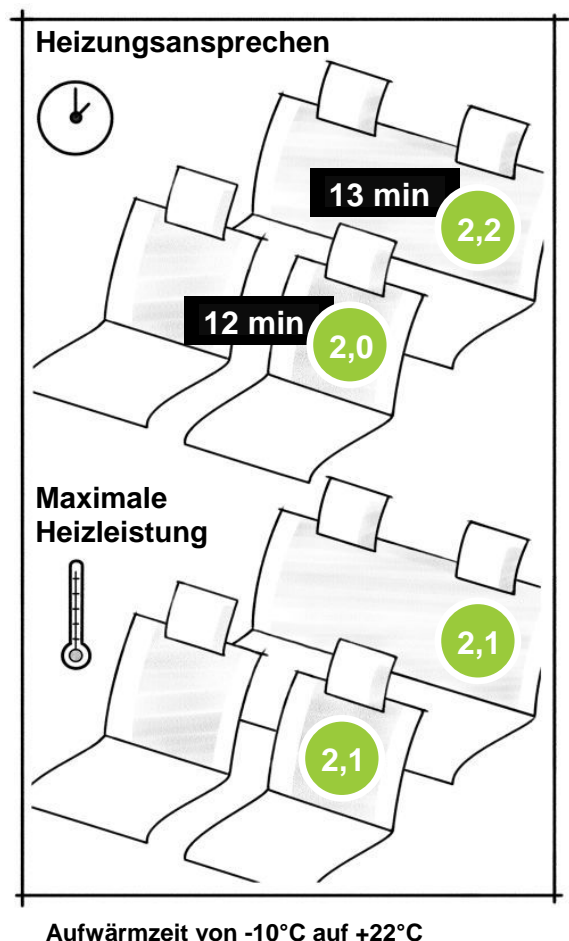 Heizungsansprechen
13 min
2,2
12 min
2,0
Maximale
Heizleistung
2,1
2,1
Aufwärmzeit von -10°C auf +22°C